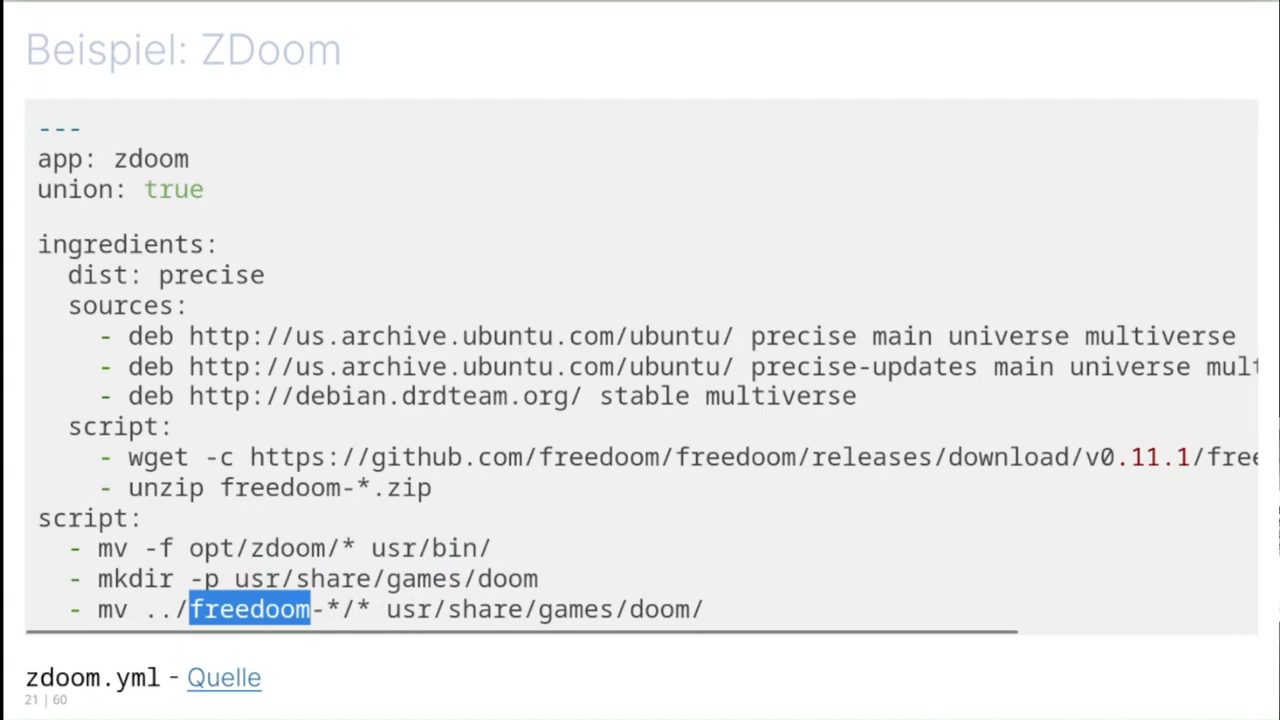 Beispiel: ZDoom
---
app: zdoom
union: true
ingredients:
dist: precise
sources:
- deb http://us.archive.ubuntu.com/ubuntu/ precise main universe multiverse
- deb http://us.archive.ubuntu.com/ubuntu/ precise-updates main universe mult
- deb http://debian.drdteam.org/ stable multiverse
script:
- wget -c https://github.com/freedoom/freedoom/releases/download/v0.11.1/free
- unzip freedoom-*.zip
script:
- mv -f opt/zdoom/* usr/bin/
- mkdir -p usr/share/games/doom
- mv ../freedoom-*/* usr/share/games/doom/
zdoom.yml - Quelle
21 | 60